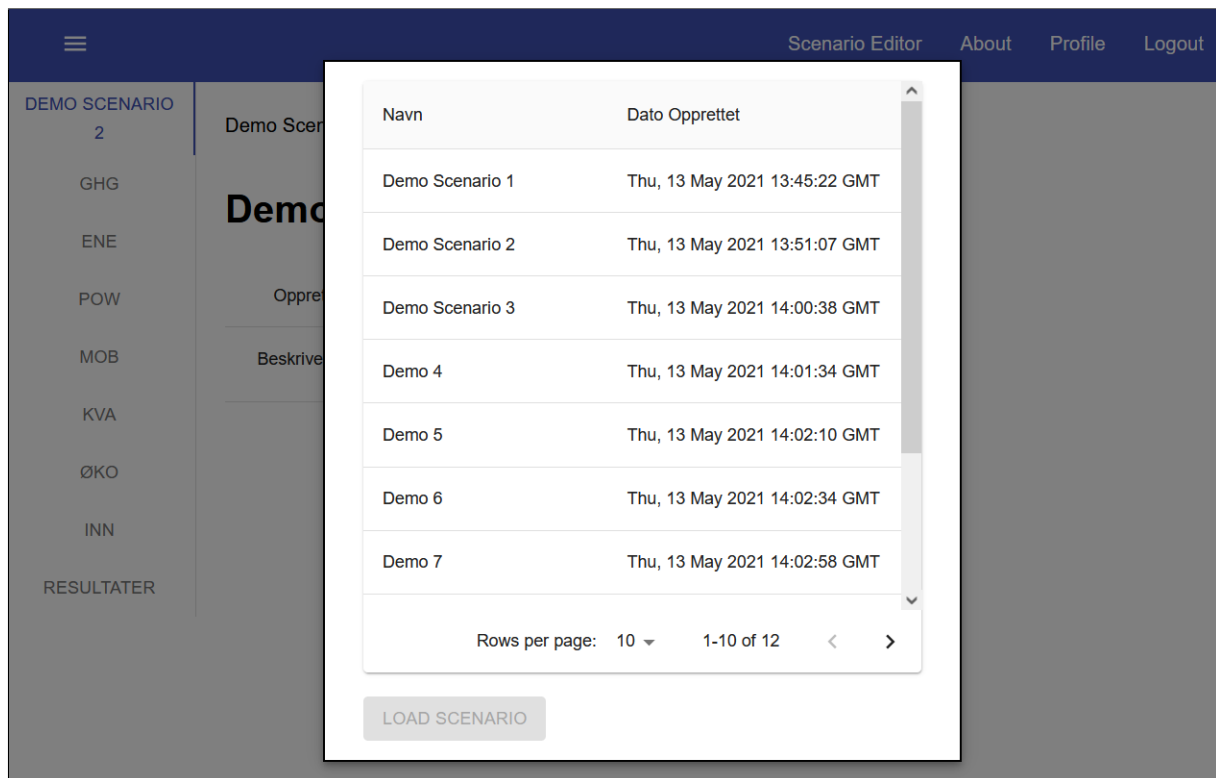 Scenario Editor About Profile Logout
DEMO SCENARIO
2
GHG
ENE
POW
MOB
KVA
ØKO
INN
RESULTATER
Demo Scen
Demo
Oppret
Beskrive
Navn Dato Opprettet
Demo Scenario 1 Thu, 13 May 2021 13:45:22 GMT
Demo Scenario 2 Thu, 13 May 2021 13:51:07 GMT
Demo Scenario 3 Thu, 13 May 2021 14:00:38 GMT
Demo 4 Thu, 13 May 2021 14:01:34 GMT
Demo 5 Thu, 13 May 2021 14:02:10 GMT
Demo 6 Thu, 13 May 2021 14:02:34 GMT
Demo 7 Thu, 13 May 2021 14:02:58 GMT
Rows per page: 10 1-10 of 12
LOAD SCENARIO